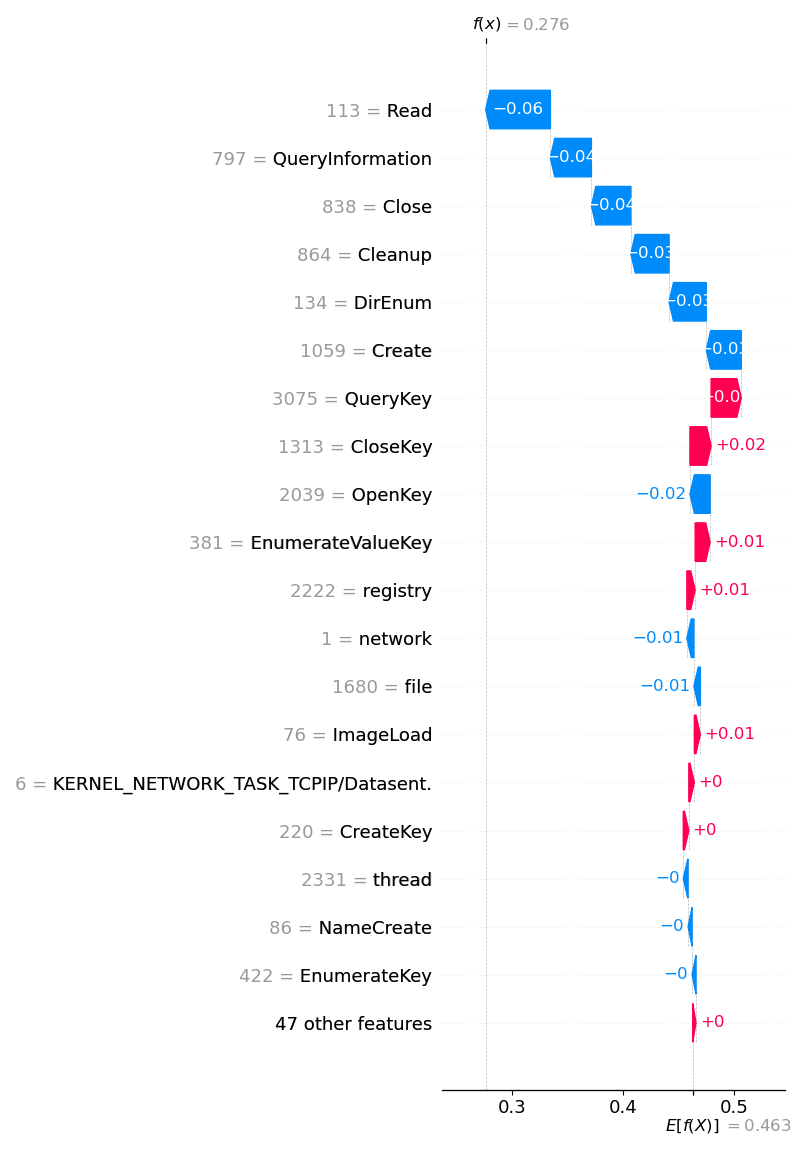 f(x) = 0.276
113 = Read −0.06
797 = QueryInformation −0.04
838 = Close −0.04
864 = Cleanup −0.03
134 = DirEnum −0.03
1059 = Create −0.03
3075 = QueryKey
1313 = CloseKey +0.02
2039 = OpenKey −0.02
381 = EnumerateValueKey +0.01
2222 = registry +0.01
1 = network −0.01
1680 = file −0.01
76 = ImageLoad +0.01
6 = KERNEL_NETWORK_TASK_TCPIP/Datasent. +0
220 = CreateKey +0
2331 = thread −0
86 = NameCreate −0
422 = EnumerateKey −0
47 other features +0
0.3 0.4 0.5
E[f(X)] = 0.463